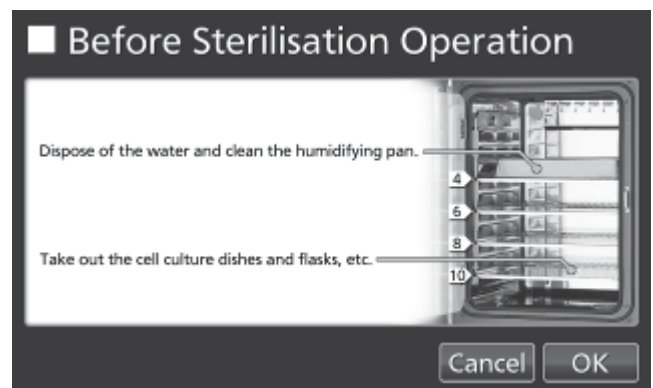 Before Sterilisation Operation
Dispose of the water and clean the humidifying pan.
4
6
8
Take out the cell culture dishes and flasks, etc.
10
Cancel OK